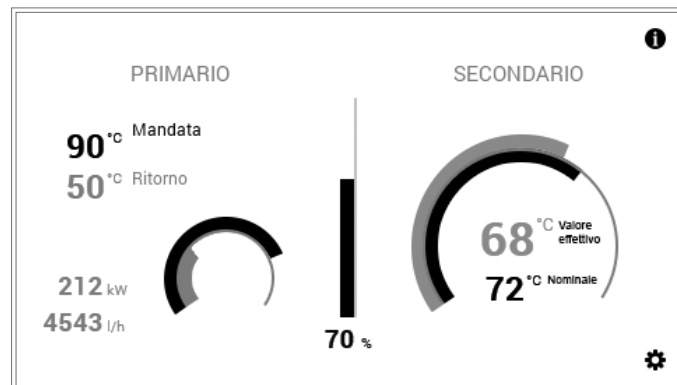 PRIMARIO
90 °C Mandata
50 °C Ritorno
212 kW
4543 l/h
70 %
SECONDARIO
68 °C Valore
effettivo
72 °C Nominale